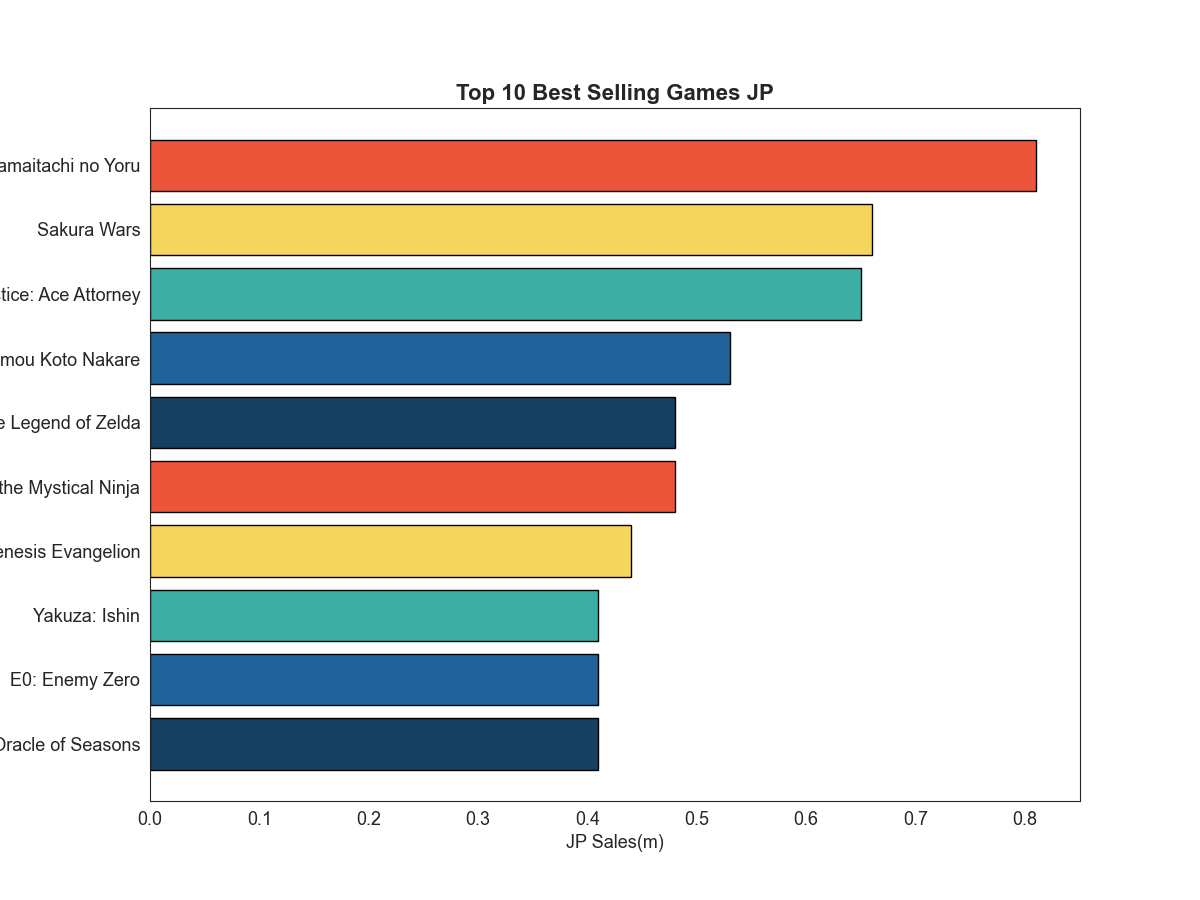 Top 10 Best Selling Games JP
amaitachi no Yoru
Sakura Wars
tice: Ace Attorney
mou Koto Nakare
Legend of Zelda
the Mystical Ninja
enesis Evangelion
Yakuza: Ishin
E0: Enemy Zero
Oracle of Seasons
0.0 0.1 0.2 0.3 0.4 0.5 0.6 0.7 0.8
JP Sales(m)